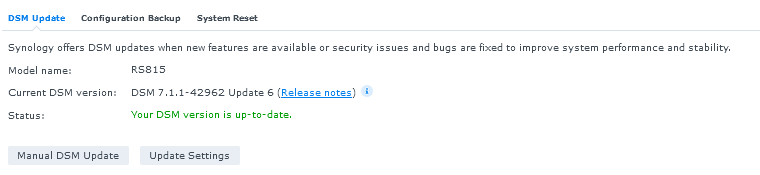 DSM Update Configuration Backup System Reset
Synology offers DSM updates when new features are available or security issues and bugs are fixed to improve system performance and stability.
Model name: RS815
Current DSM version: DSM 7.1.1-42962 Update 6 (Release notes) i
Status: Your DSM version is up-to-date.
Manual DSM Update Update Settings